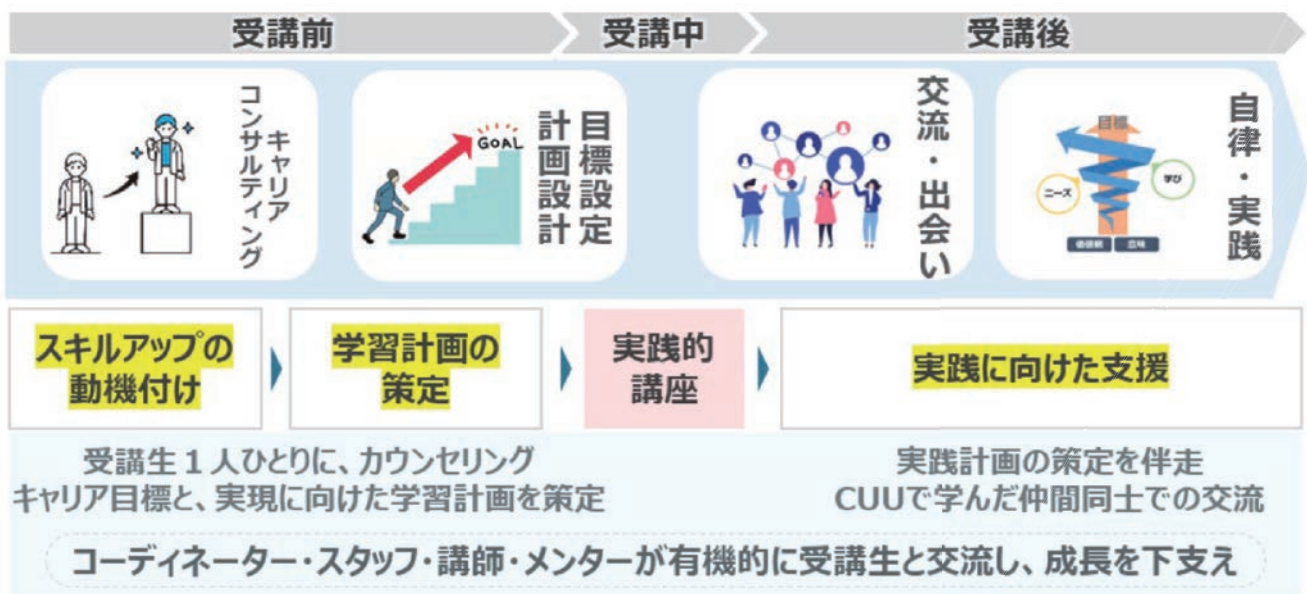 受講前
受講中
受講後
キャリア
コンサルティング
目標設定
計画設計
GOAL
交流・出会い
自律・実践
目標
ニーズ
学び
価値観
意味
スキルアップの
動機付け
学習計画の
策定
実践的
講座
実践に向けた支援
受講生1人ひとりに、カウンセリング
キャリア目標と、実現に向けた学習計画を策定
実践計画の策定を伴走
CUUで学んだ仲間同士での交流
コーディネーター・スタッフ・講師・メンターが有機的に受講生と交流し、成長を下支え